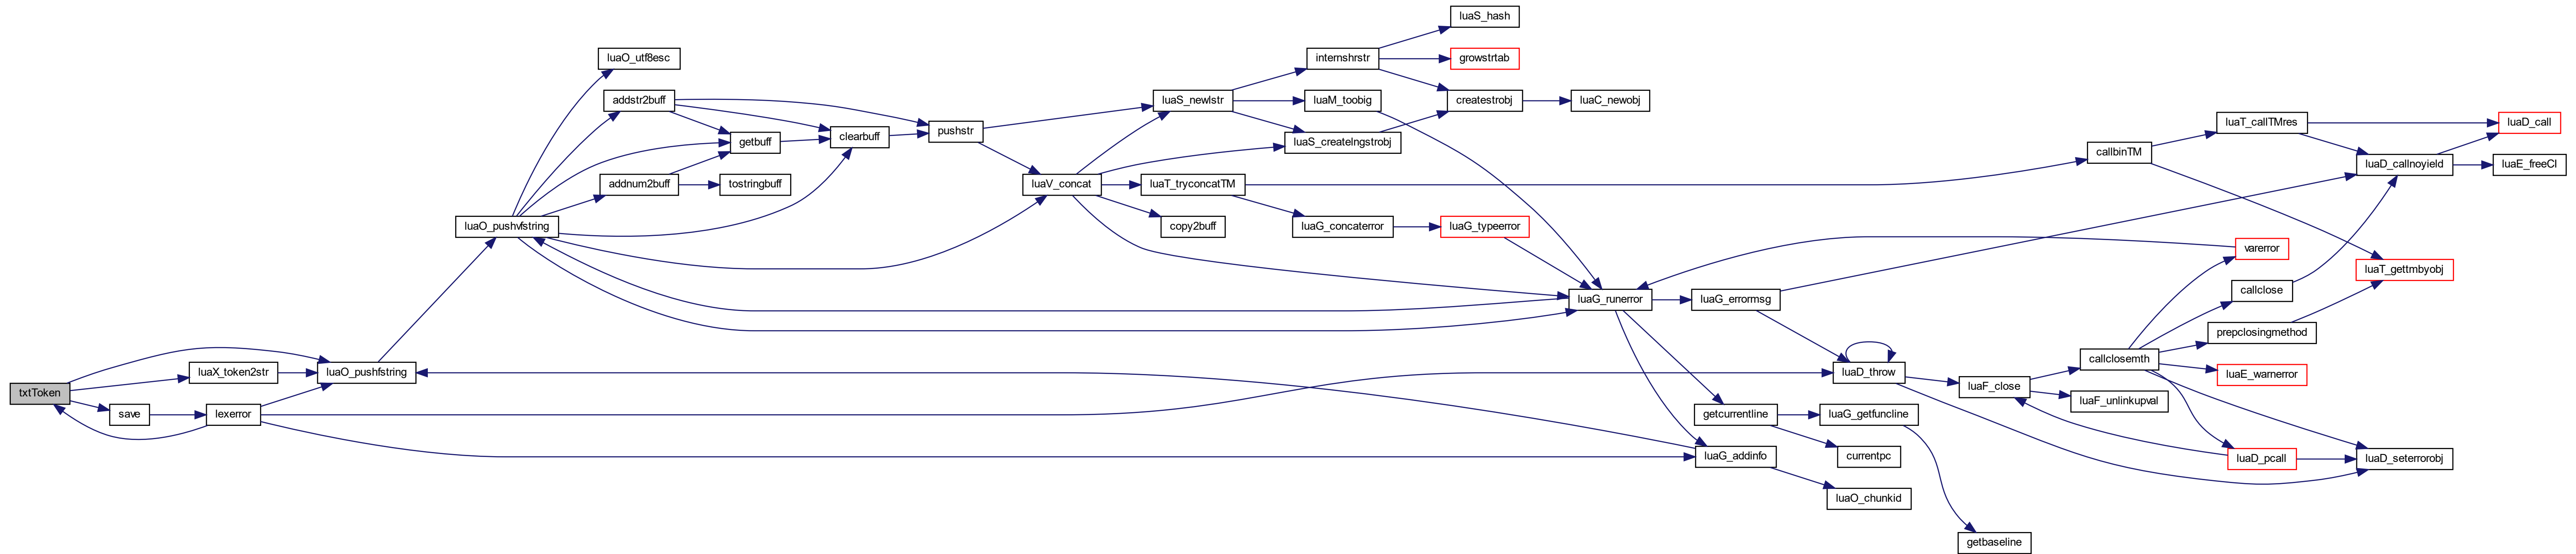 txtToken
luaX_token2str
save
lexerror
luaO_pushfstring
luaO_pushvfstring
luaO_utf8esc
addstr2buff
addnum2buff
getbuff
tostringbuff
clearbuff
pushstr
luaV_concat
luaS_newlstr
luaT_tryconcatTM
copy2buff
internshrstr
luaM_toobig
luaS_createlngstrobj
luaG_concaterror
luaS_hash
growstrtab
createstrobj
luaG_typeerror
luaC_newobj
luaG_runerror
luaG_errormsg
getcurrentline
luaG_addinfo
luaD_throw
luaG_getfuncline
currentpc
luaO_chunkid
luaF_close
getbaseline
luaF_unlinkupval
callbinTM
callclosemth
luaT_callTMres
varerror
callclose
prepclosingmethod
luaE_warnerror
luaD_pcall
luaD_callnoyield
luaT_gettmbyobj
luaD_seterrorobj
luaD_call
luaE_freeCI